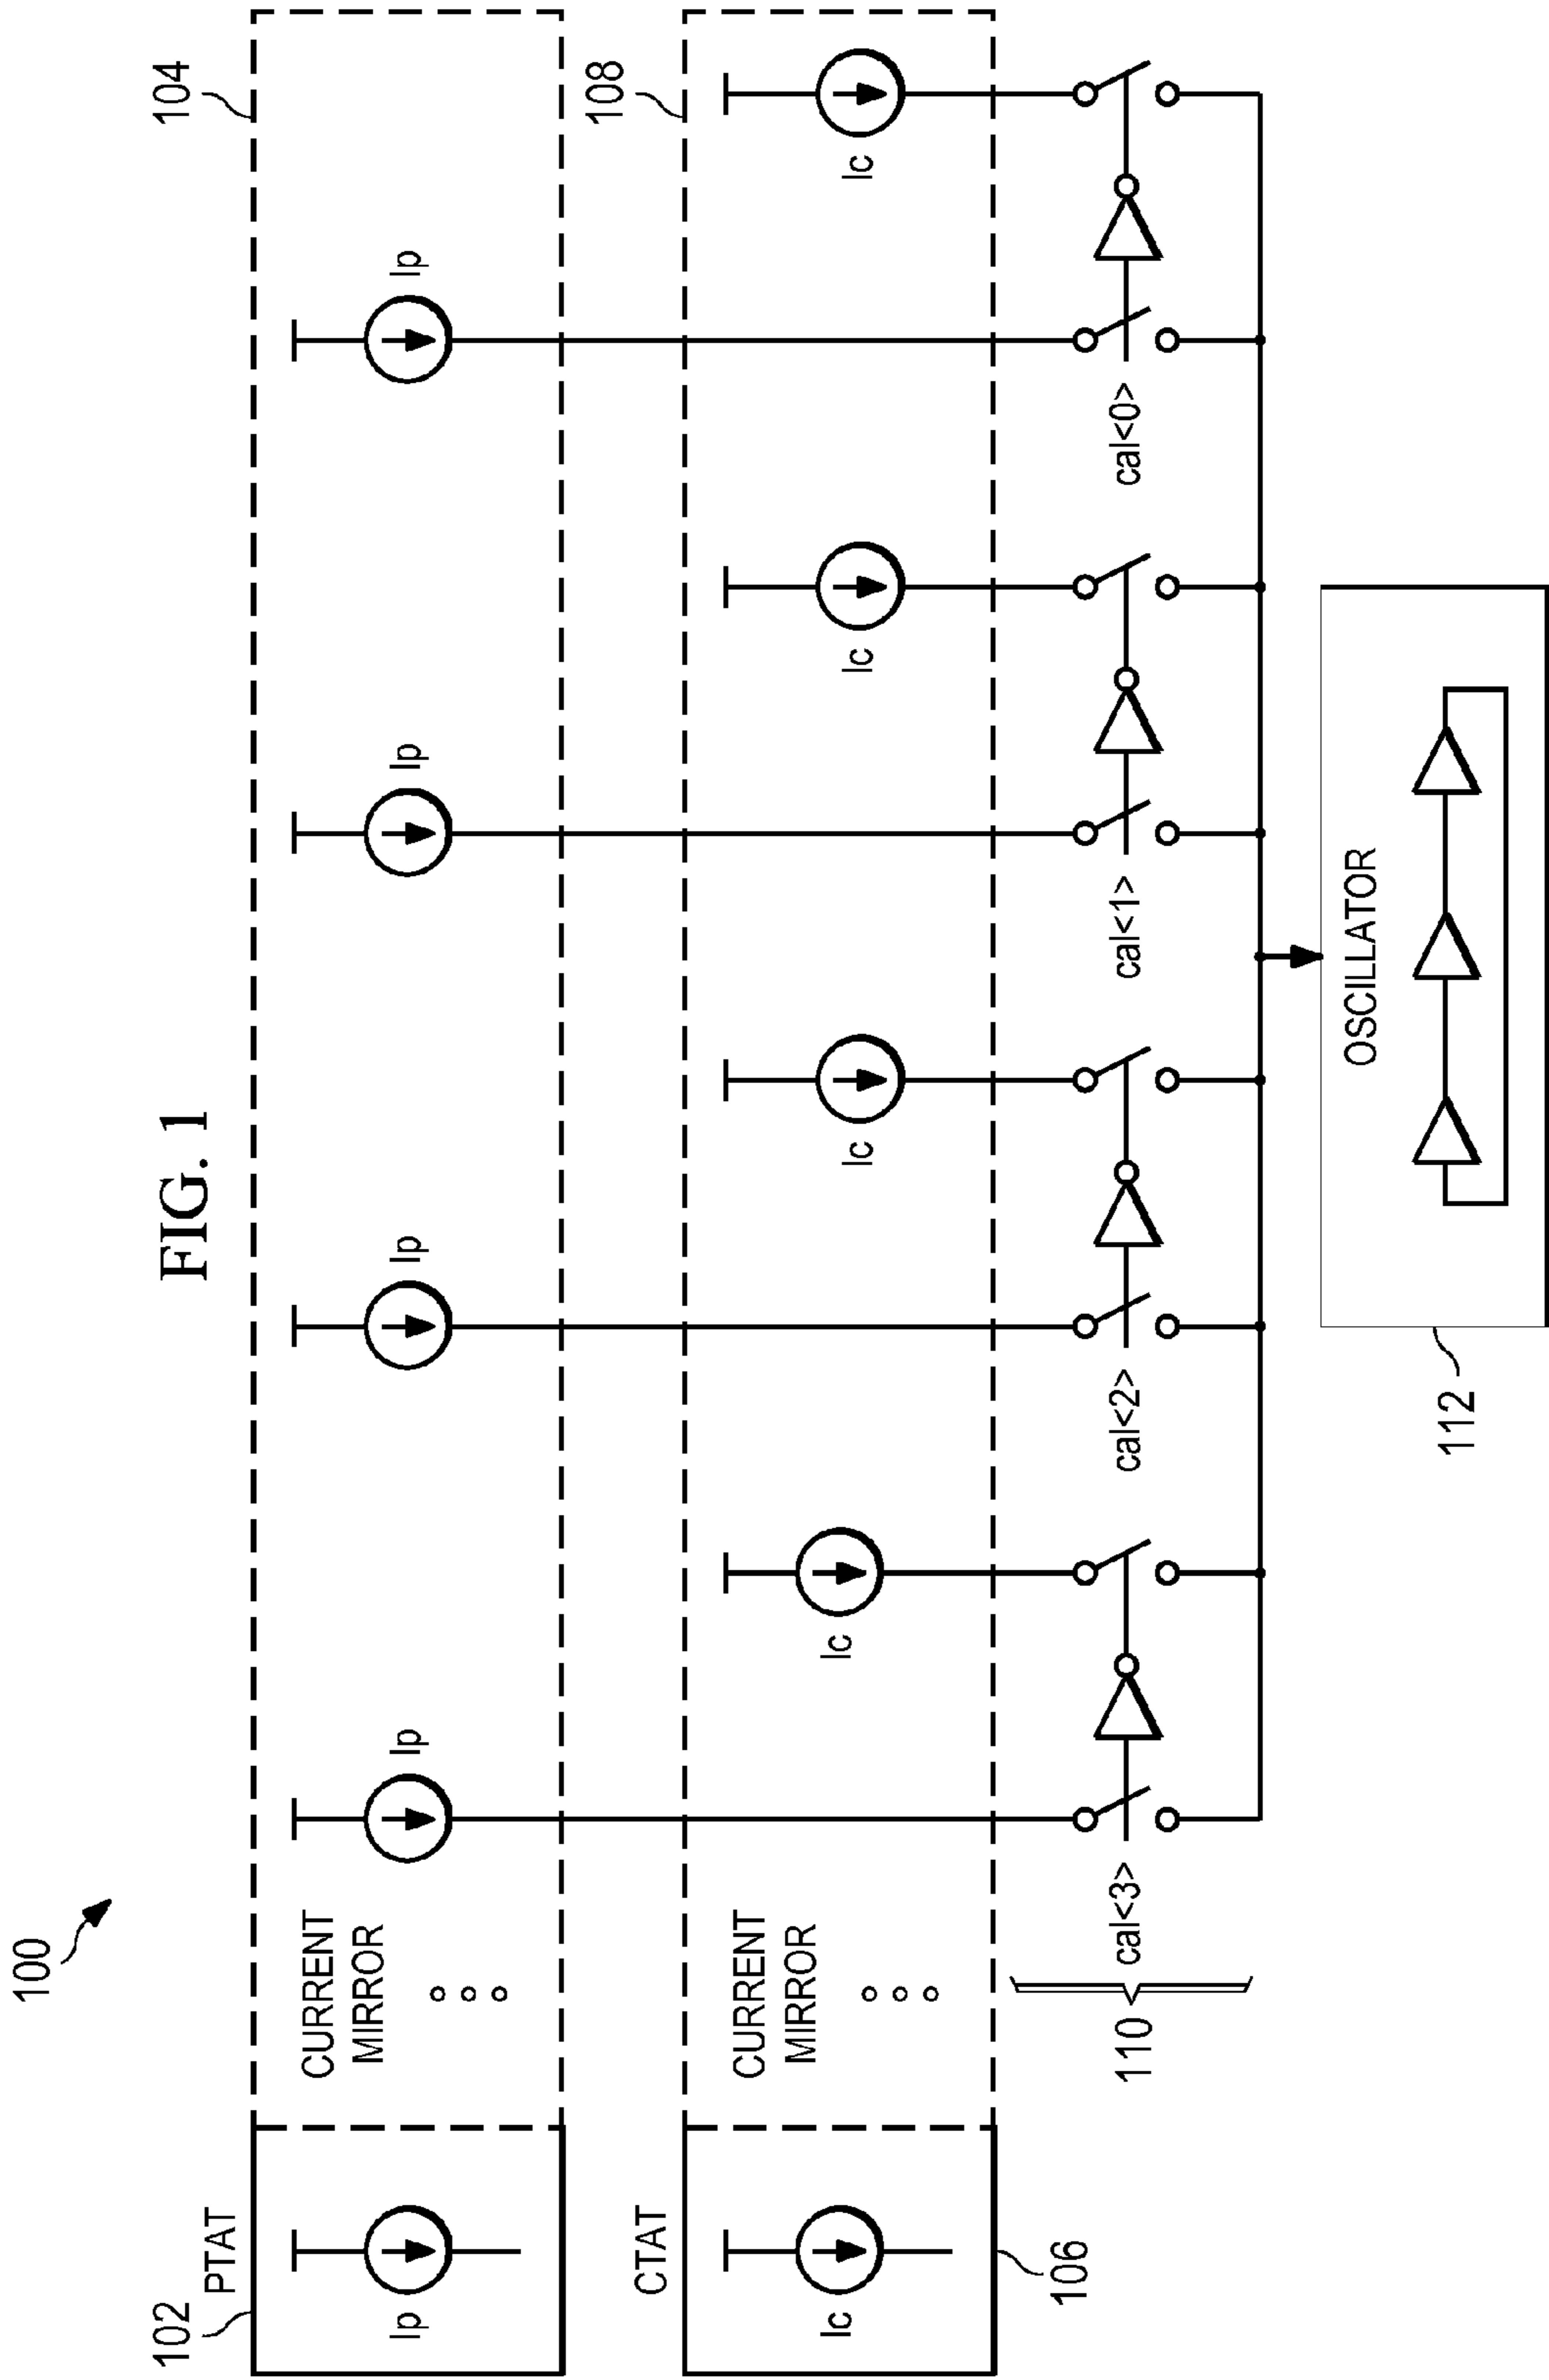 FIG. 1
100
102
PTAT
Ip
CURRENT
MIRROR
Ip
Ip
Ip
Ip
104
CTAT
Ic
106
CURRENT
MIRROR
Ic
Ic
Ic
Ic
108
110
cal<3>
cal<2>
cal<1>
cal<0>
OSCILLATOR
112